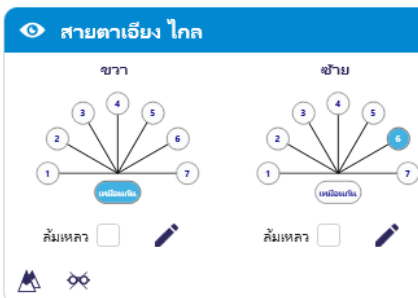 สายตาเอียง ไกล
ขวา
ซ้าย
1 2 3 4 5 6 7
1 2 3 4 5 6 7
เหมือนกัน
เหมือนกัน
ล้มเหลว
ล้มเหลว